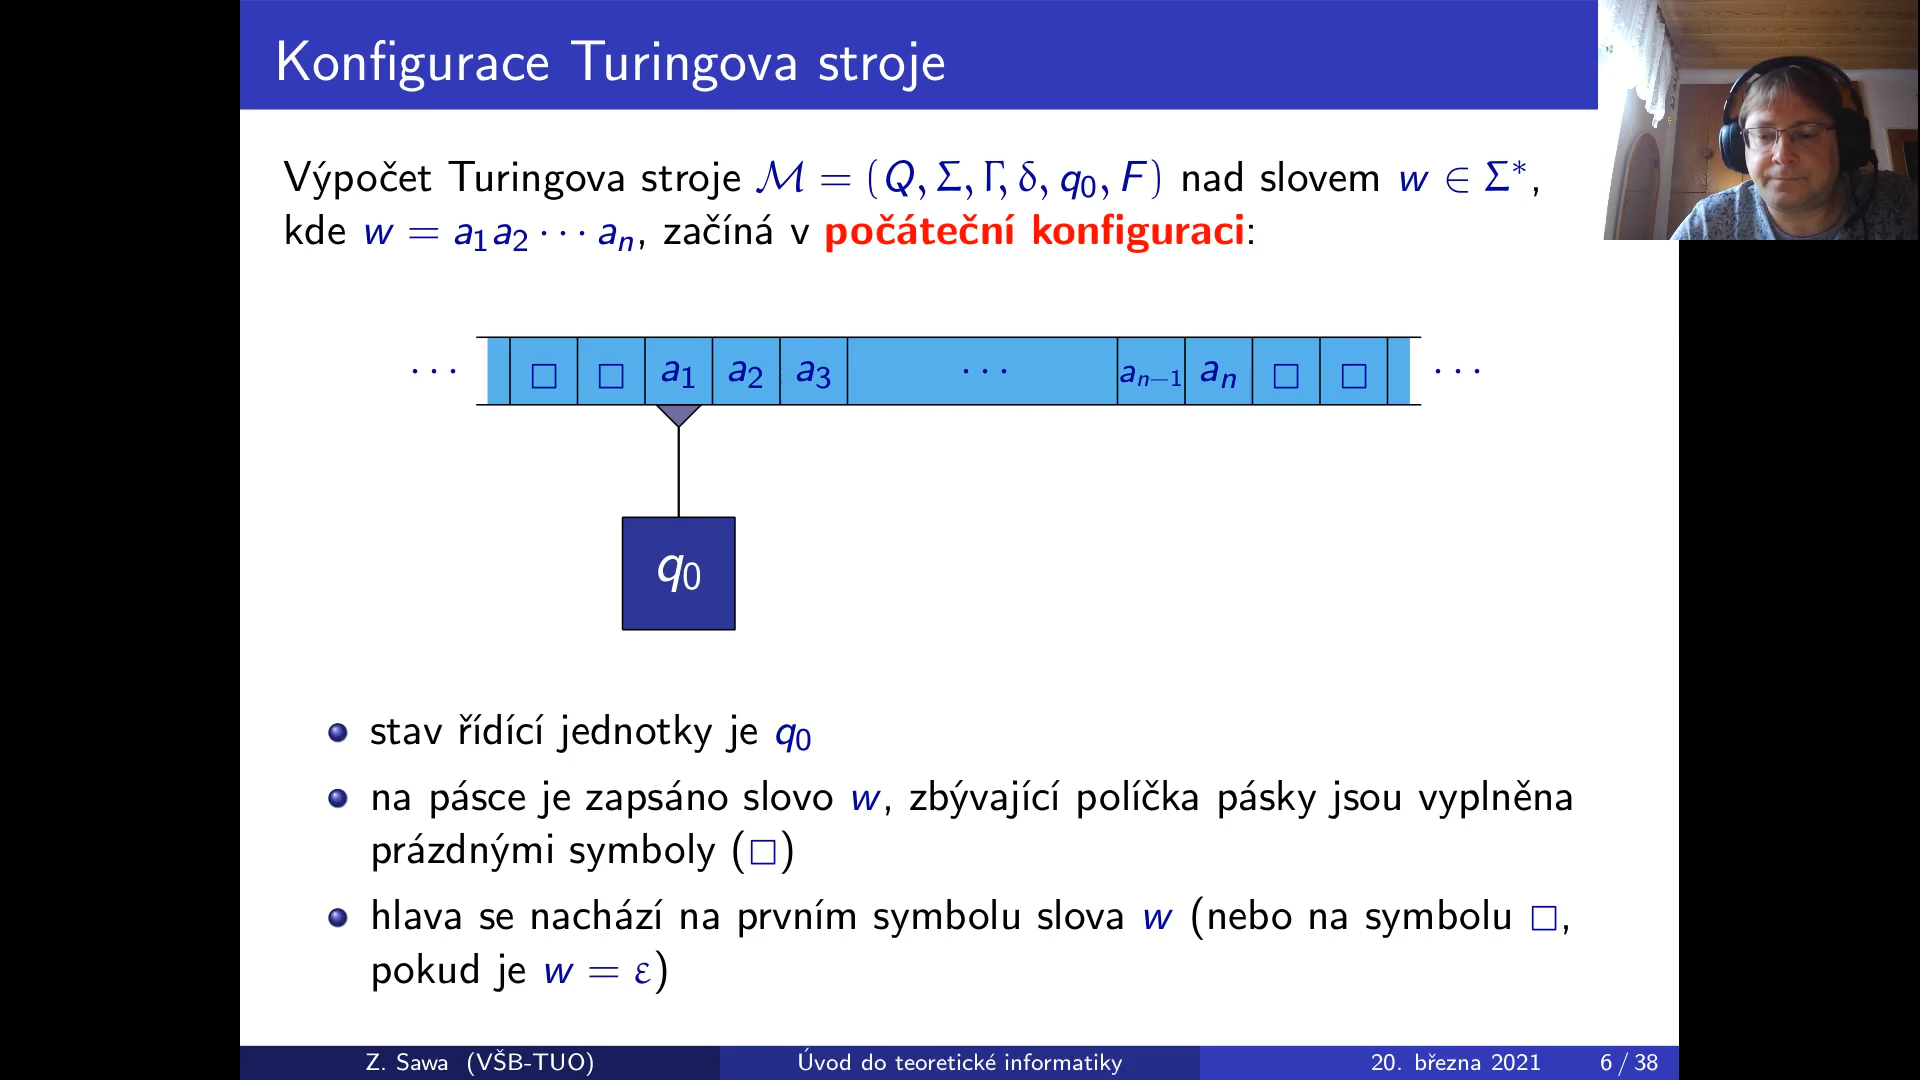 Konfigurace Turingova stroje
Výpočet Turingova stroje ℳ = (Q, Σ, Γ, δ, q₀, F) nad slovem w ∈ Σ*,
kde w = a₁a₂ ··· aₙ, začíná v počáteční konfiguraci:
··· □ □ a₁ a₂ a₃ ··· aₙ₋₁ aₙ □ □ ···
q₀
stav řídící jednotky je q₀
na pásce je zapsáno slovo w, zbývající políčka pásky jsou vyplněna
prázdnými symboly (□)
hlava se nachází na prvním symbolu slova w (nebo na symbolu □,
pokud je w = ε)
Z. Sawa (VŠB-TUO) Úvod do teoretické informatiky 20. března 2021 6 / 38